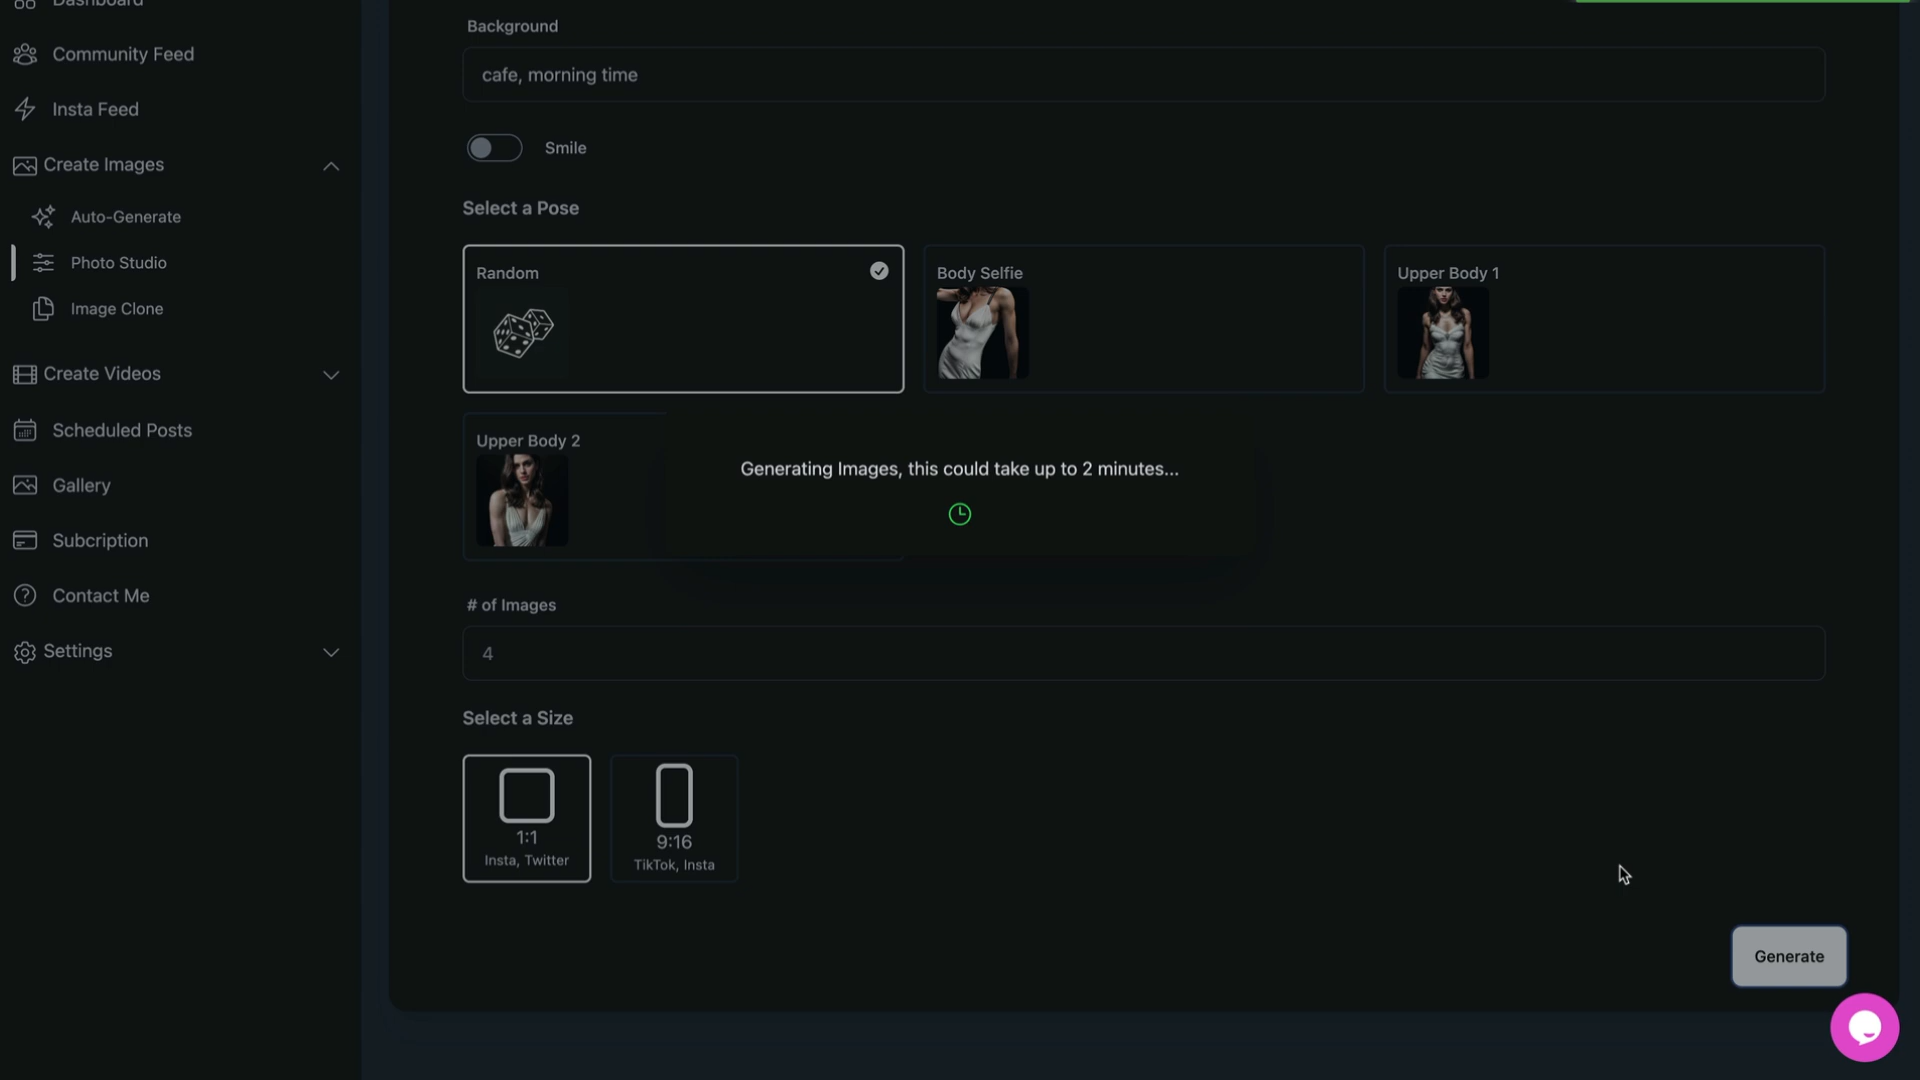 Dashboard
Community Feed
Insta Feed
Create Images
Auto-Generate
Photo Studio
Image Clone
Create Videos
Scheduled Posts
Gallery
Subcription
Contact Me
Settings
Background
cafe, morning time
Smile
Select a Pose
Random
Body Selfie
Upper Body 1
Upper Body 2
Generating Images, this could take up to 2 minutes...
# of Images
4
Select a Size
1:1
Insta, Twitter
9:16
TikTok, Insta
Generate